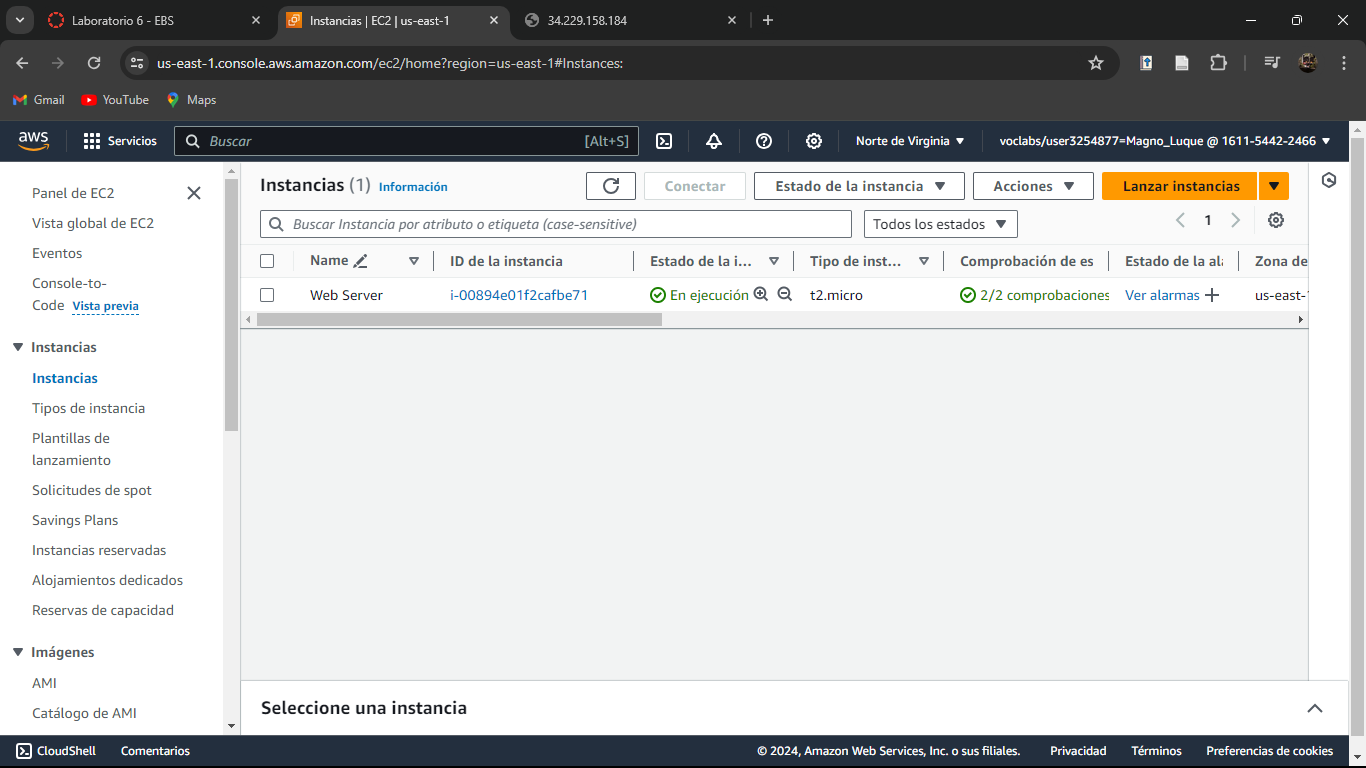 Laboratorio 6 - EBS
Instancias | EC2 | us-east-1
34.229.158.184
us-east-1.console.aws.amazon.com/ec2/home?region=us-east-1#Instances:
Gmail YouTube Maps
aws Servicios Buscar [Alt+S] Norte de Virginia voclabs/user3254877=Magno_Luque @ 1611-5442-2466
Panel de EC2
Vista global de EC2
Eventos
Console-to-
Code Vista previa
Instancias
Instancias
Tipos de instancia
Plantillas de
lanzamiento
Solicitudes de spot
Savings Plans
Instancias reservadas
Alojamientos dedicados
Reservas de capacidad
Imágenes
AMI
Catálogo de AMI
Instancias (1) Información Conectar Estado de la instancia Acciones Lanzar instancias
Buscar Instancia por atributo o etiqueta (case-sensitive) Todos los estados 1
Name ID de la instancia Estado de la i... Tipo de inst... Comprobación de es Estado de la al Zona de
Web Server i-00894e01f2cafbe71 En ejecución t2.micro 2/2 comprobaciones Ver alarmas us-east-
Seleccione una instancia
CloudShell Comentarios © 2024, Amazon Web Services, Inc. o sus filiales. Privacidad Términos Preferencias de cookies